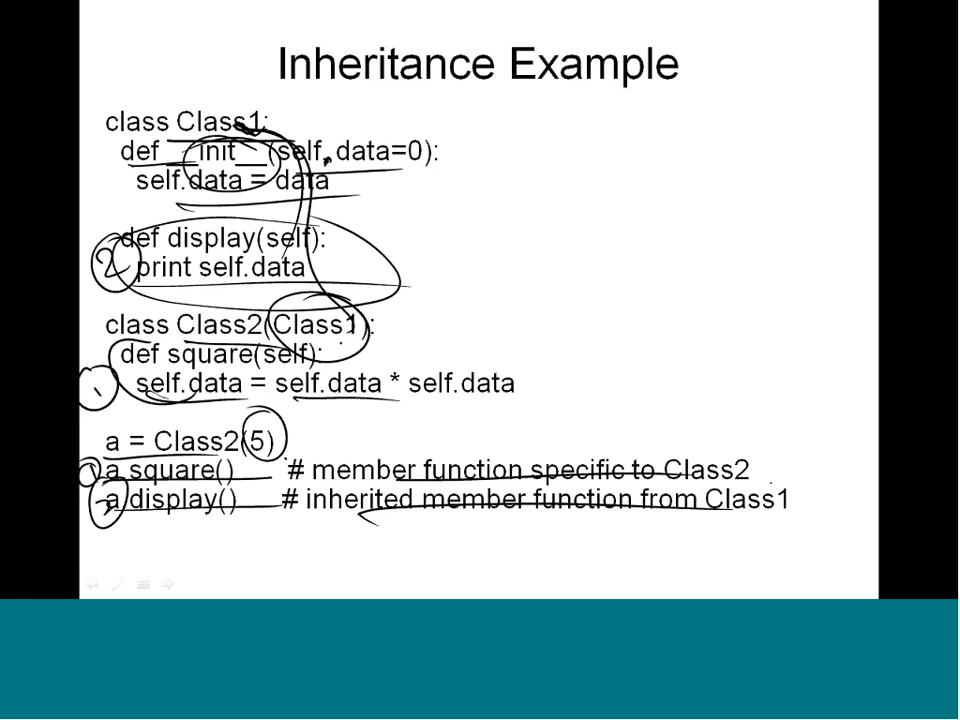 Inheritance Example
class Class1:
def __init__(self, data=0):
self.data = data
def display(self):
print self.data
2
class Class2(Class1):
def square(self):
self.data = self.data * self.data
1
a = Class2(5)
a.square() # member function specific to Class2
a.display() # inherited member function from Class1